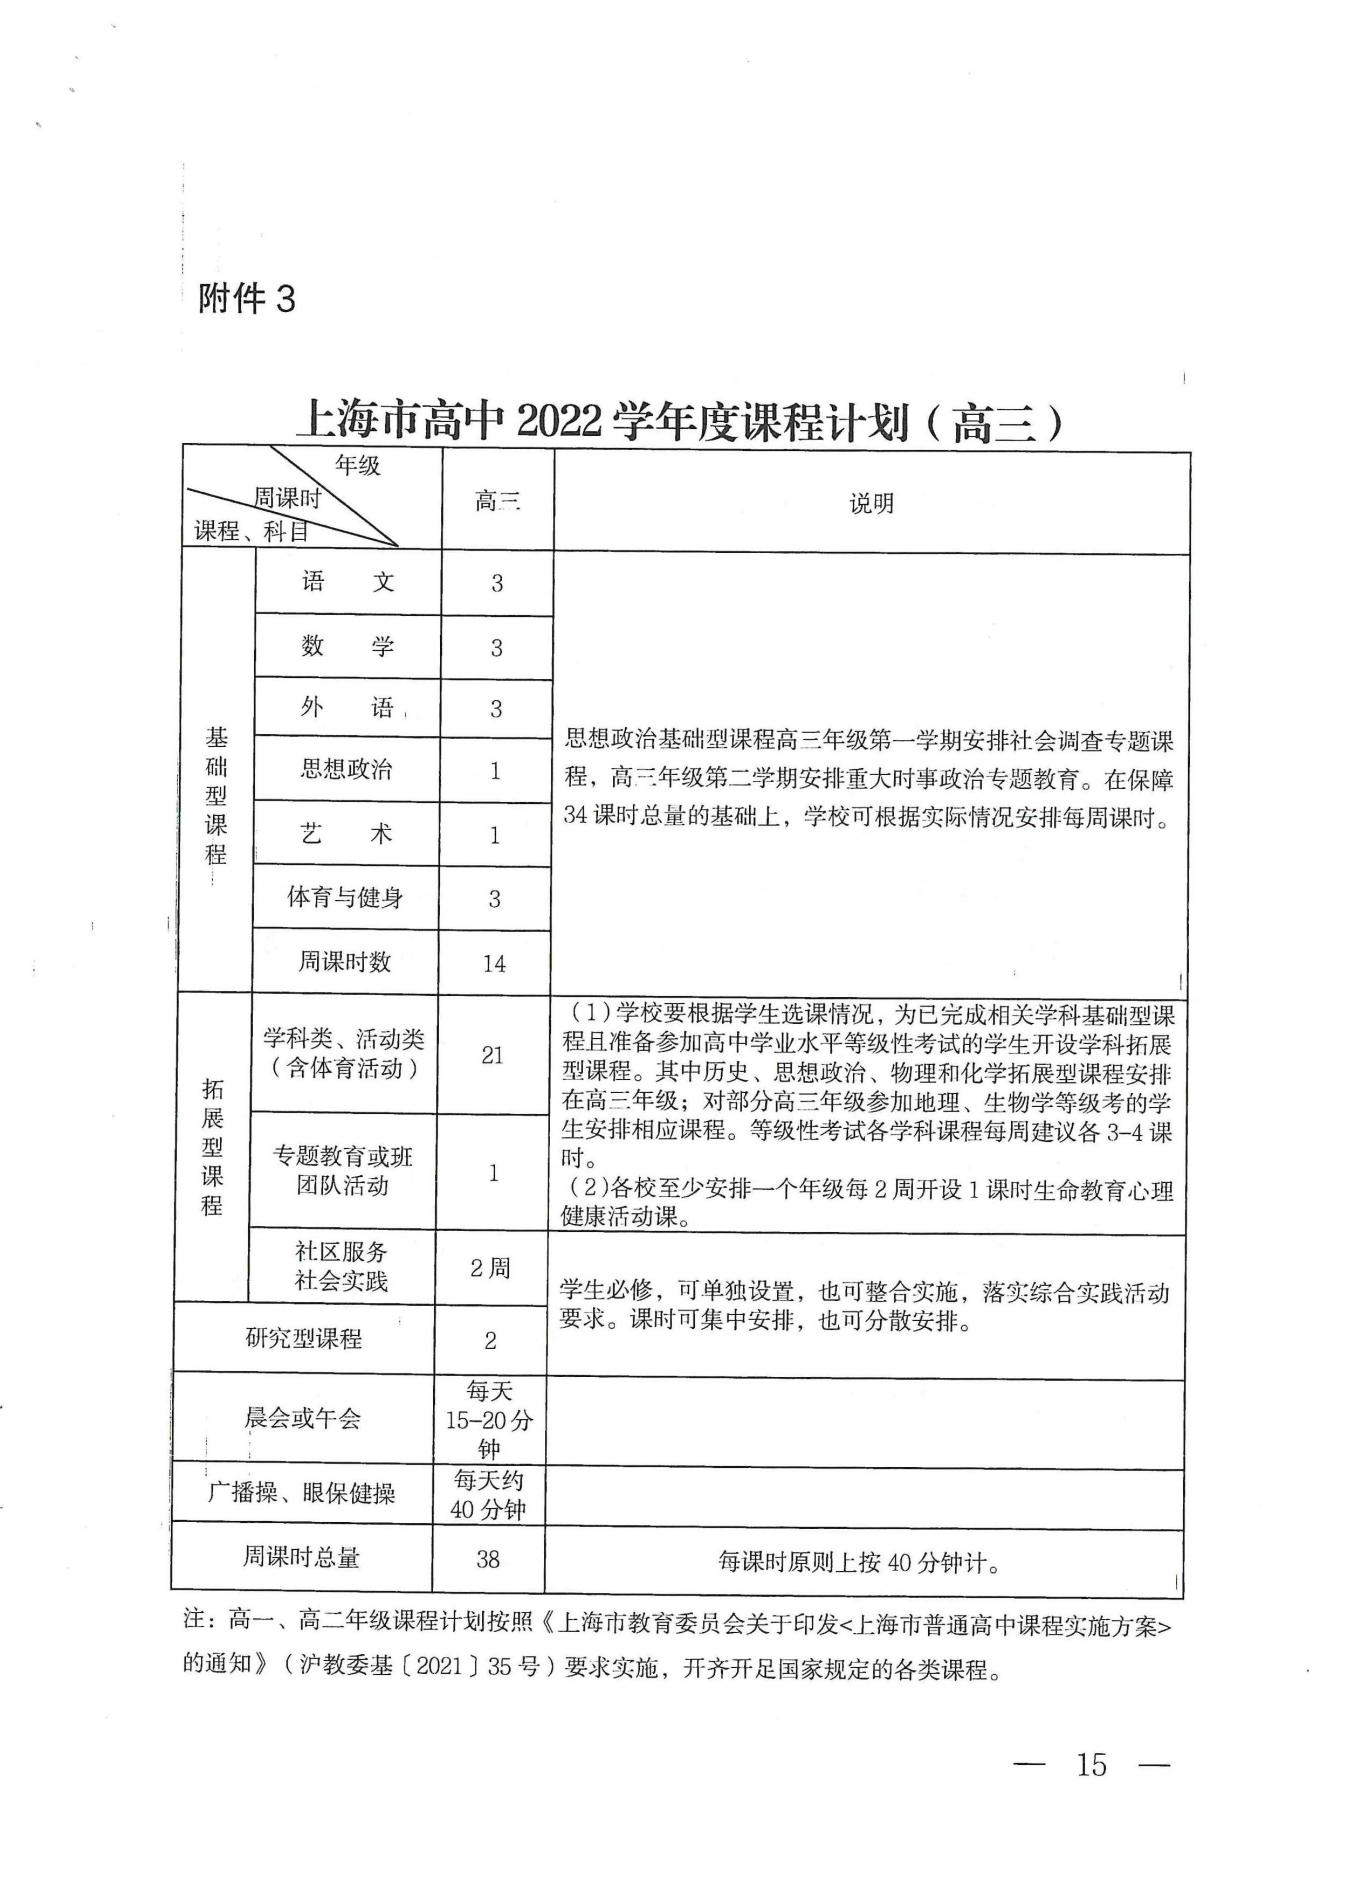 附件 3
上海市高中 2022 学年度课程计划（高三）
年级
周课时
课程、科目
高三
说明
基础型课程
语 文
3
数 学
3
外 语
3
思想政治
1
艺 术
1
体育与健身
3
周课时数
14
思想政治基础型课程高三年级第一学期安排社会调查专题课
程，高三年级第二学期安排重大时事政治专题教育。在保障
34 课时总量的基础上，学校可根据实际情况安排每周课时。
拓展型课程
学科类、活动类
（含体育活动）
21
专题教育或班
团队活动
1
（1)学校要根据学生选课情况，为已完成相关学科基础型课
程且准备参加高中学业水平等级性考试的学生开设学科拓展
型课程。其中历史、思想政治、物理和化学拓展型课程安排
在高三年级；对部分高三年级参加地理、生物学等级考的学
生安排相应课程。等级性考试各学科课程每周建议各 3-4 课
时。
（2)各校至少安排一个年级每 2 周开设 1 课时生命教育心理
健康活动课。
社区服务
社会实践
2 周
研究型课程
2
学生必修，可单独设置，也可整合实施，落实综合实践活动
要求。课时可集中安排，也可分散安排。
晨会或午会
每天
15-20 分
钟
广播操、眼保健操
每天约
40 分钟
周课时总量
38
每课时原则上按 40 分钟计。
注：高一、高二年级课程计划按照《上海市教育委员会关于印发<上海市普通高中课程实施方案>
的通知》（沪教委基〔2021〕35 号）要求实施，开齐开足国家规定的各类课程。
— 15 —